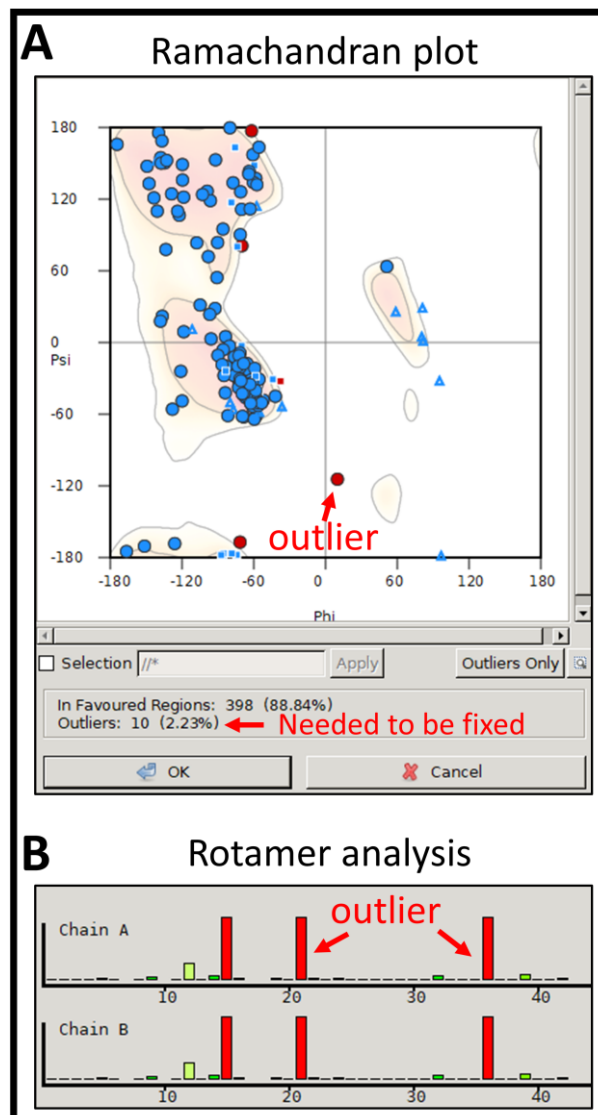 A
Ramachandran plot
180
120
60
0
Psi
-60
-120
-180
outlier
-180 -120 -60 0 60 120 180
Phi
Selection //* Apply Outliers Only
In Favoured Regions: 398 (88.84%)
Outliers: 10 (2.23%) Needed to be fixed
OK Cancel
B
Rotamer analysis
Chain A
outlier
10 20 30 40
Chain B
10 20 30 40